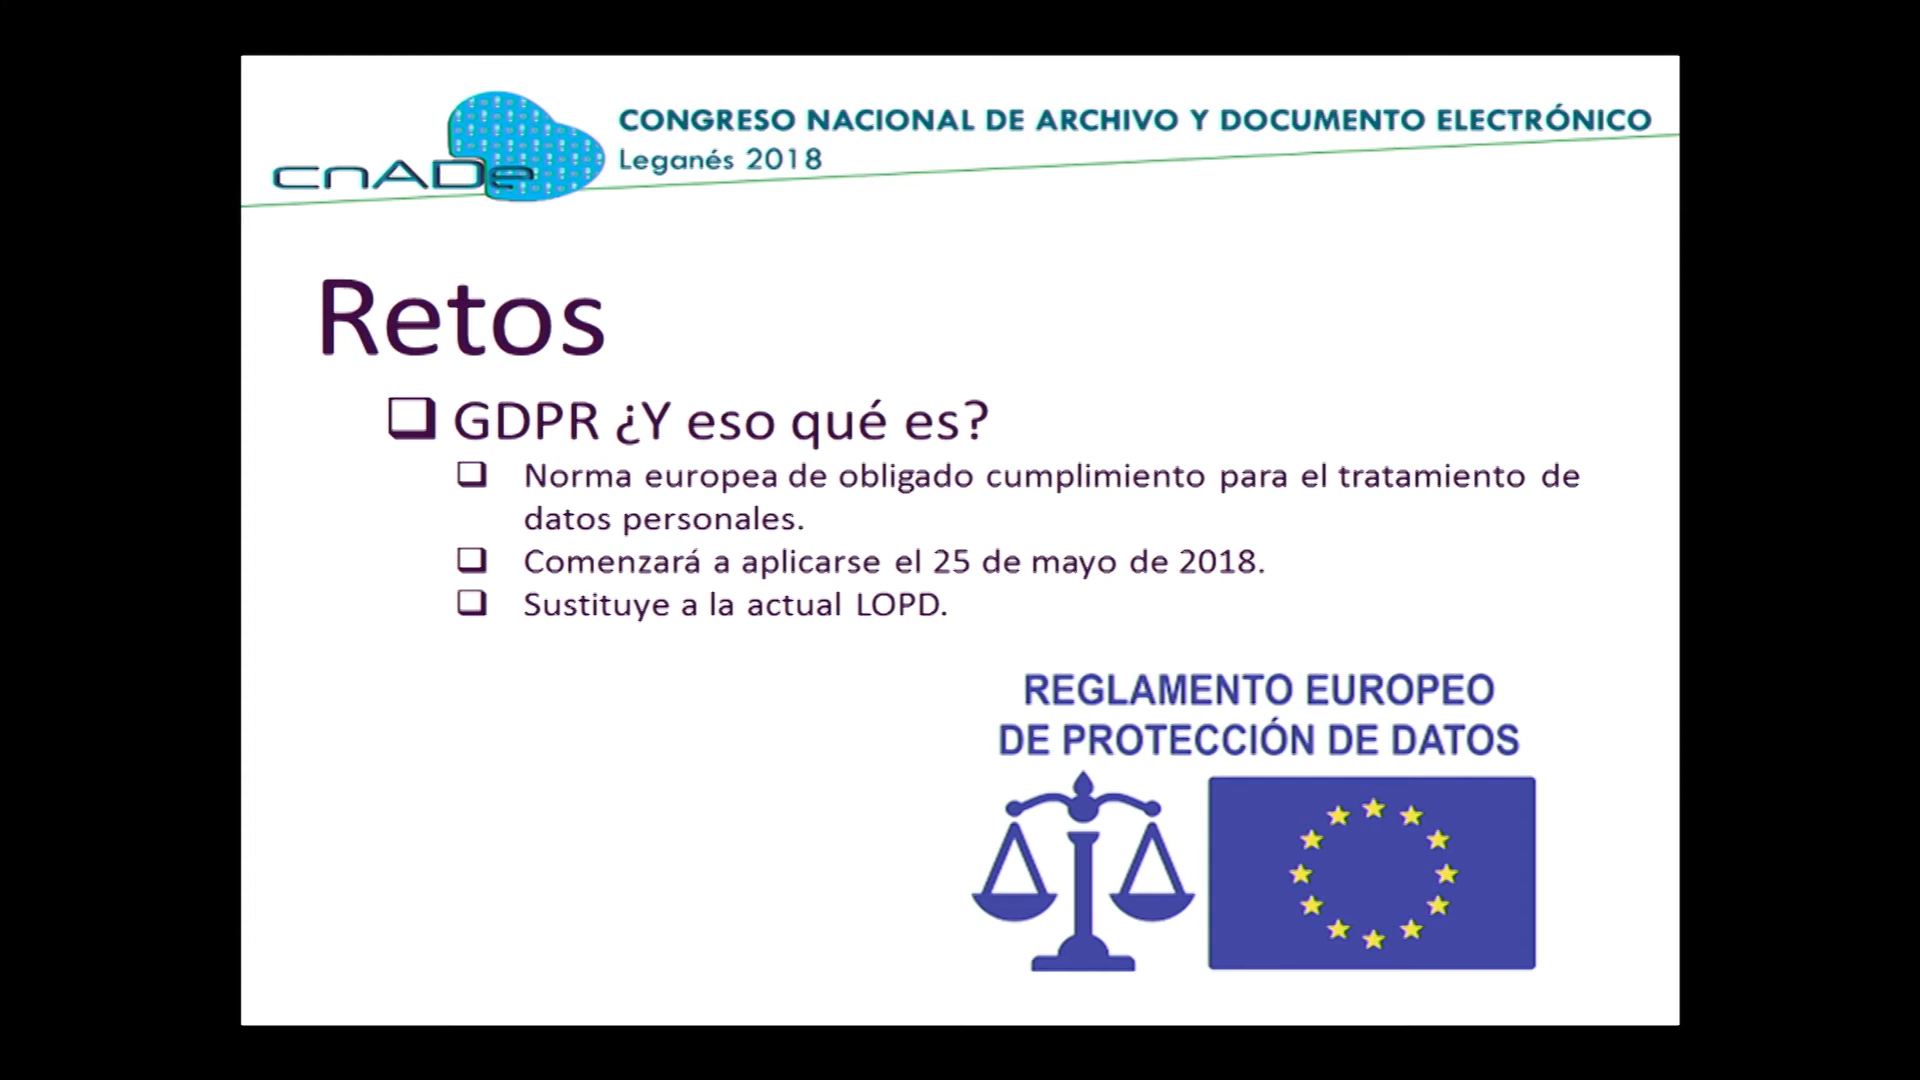 cnADe
CONGRESO NACIONAL DE ARCHIVO Y DOCUMENTO ELECTRÓNICO
Leganés 2018
Retos
GDPR ¿Y eso qué es?
Norma europea de obligado cumplimiento para el tratamiento de
datos personales.
Comenzará a aplicarse el 25 de mayo de 2018.
Sustituye a la actual LOPD.
REGLAMENTO EUROPEO
DE PROTECCIÓN DE DATOS